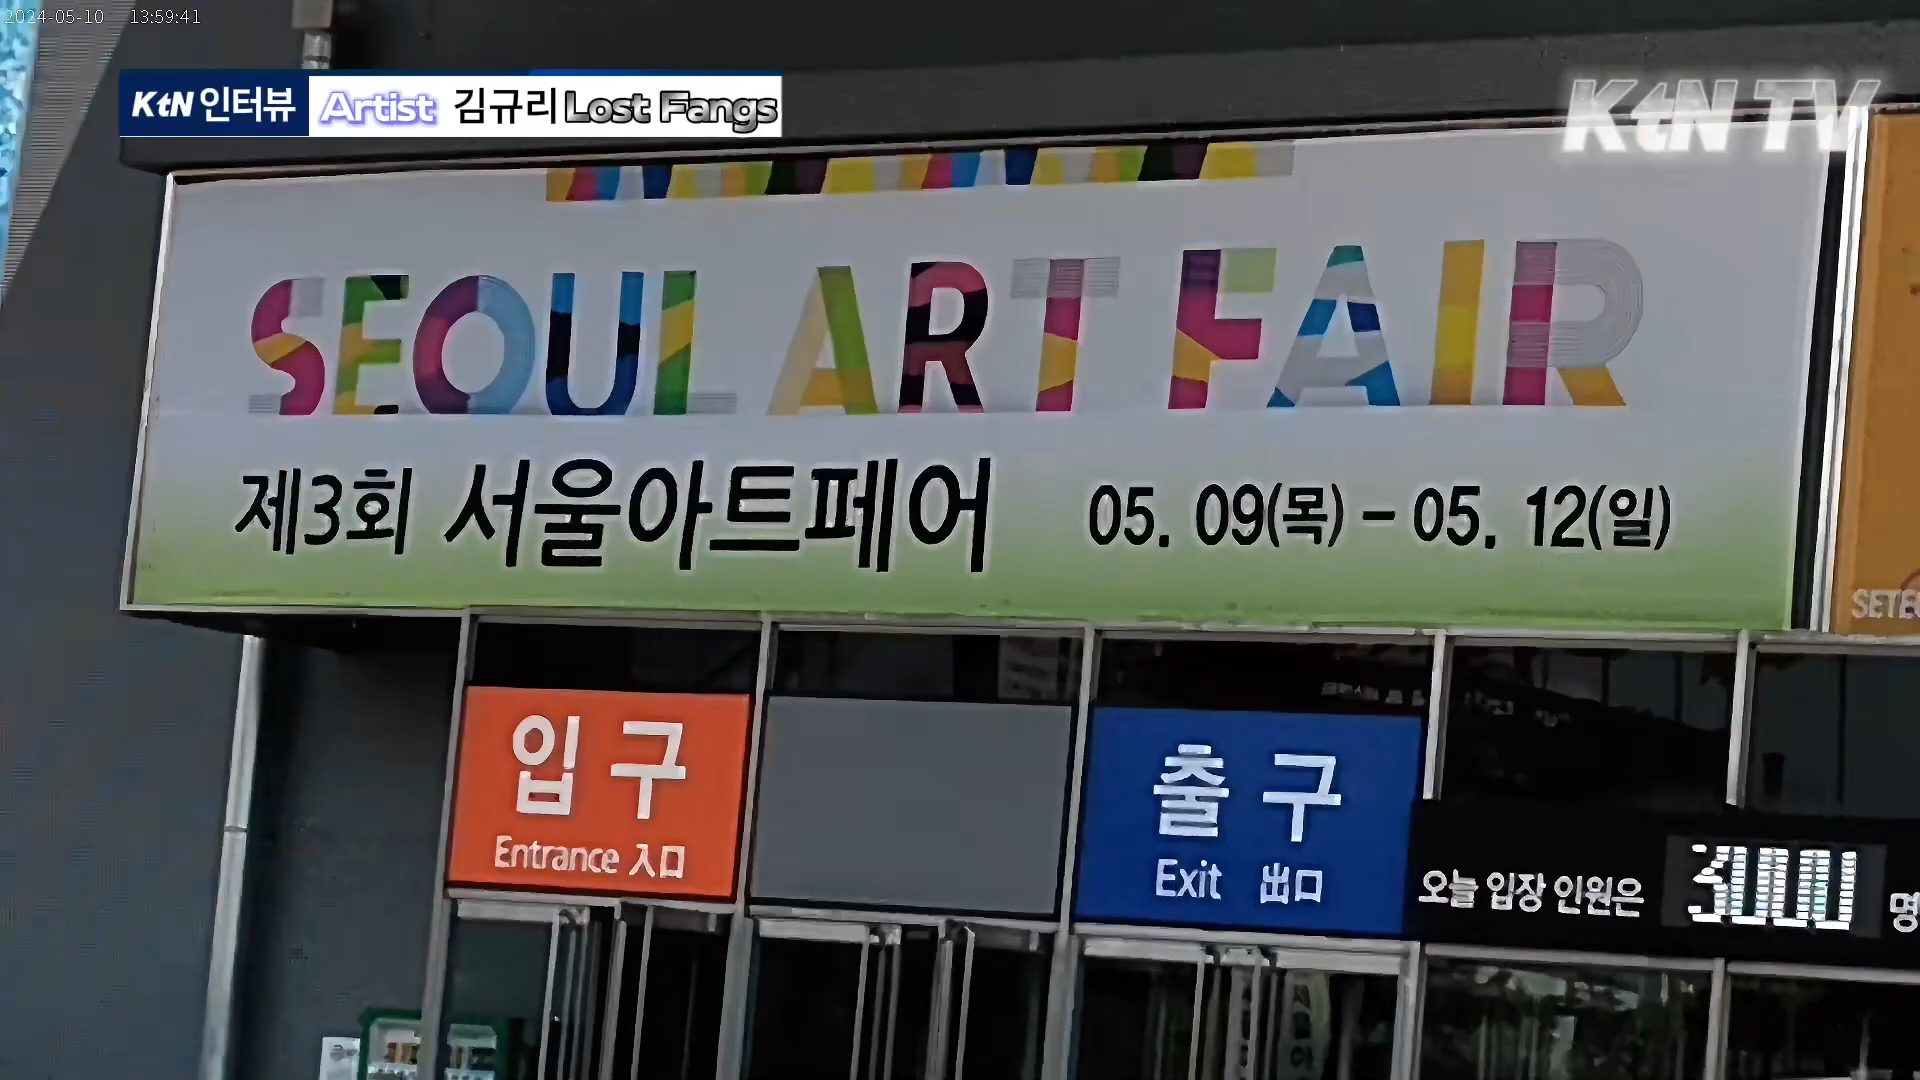 2024-05-10 13:59:41
KtN 인터뷰 Artist 김규리 Lost Fangs
KtN TV
SEOUL ART FAIR
제3회 서울아트페어 05. 09(목) - 05. 12(일)
입구
Entrance 入口
출구
Exit 出口
오늘 입장 인원은 3000 명